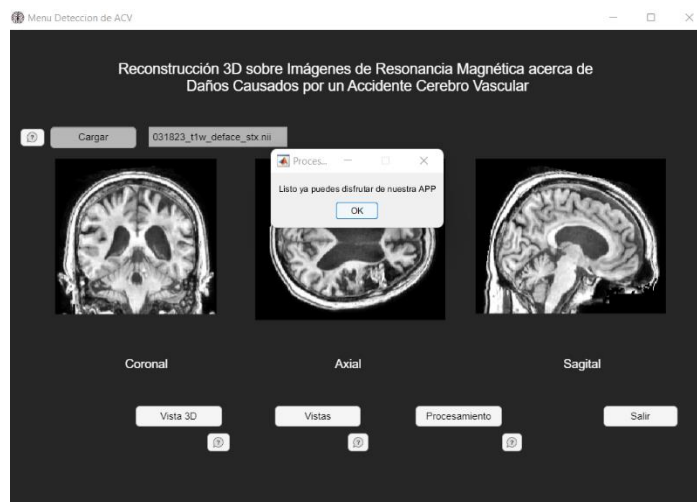 Menu Deteccion de ACV
Reconstrucción 3D sobre Imágenes de Resonancia Magnética acerca de
Daños Causados por un Accidente Cerebro Vascular
Cargar
031823_t1w_deface_stx.nii
Proces...
Listo ya puedes disfrutar de nuestra APP
OK
Coronal
Axial
Sagital
Vista 3D
Vistas
Procesamiento
Salir